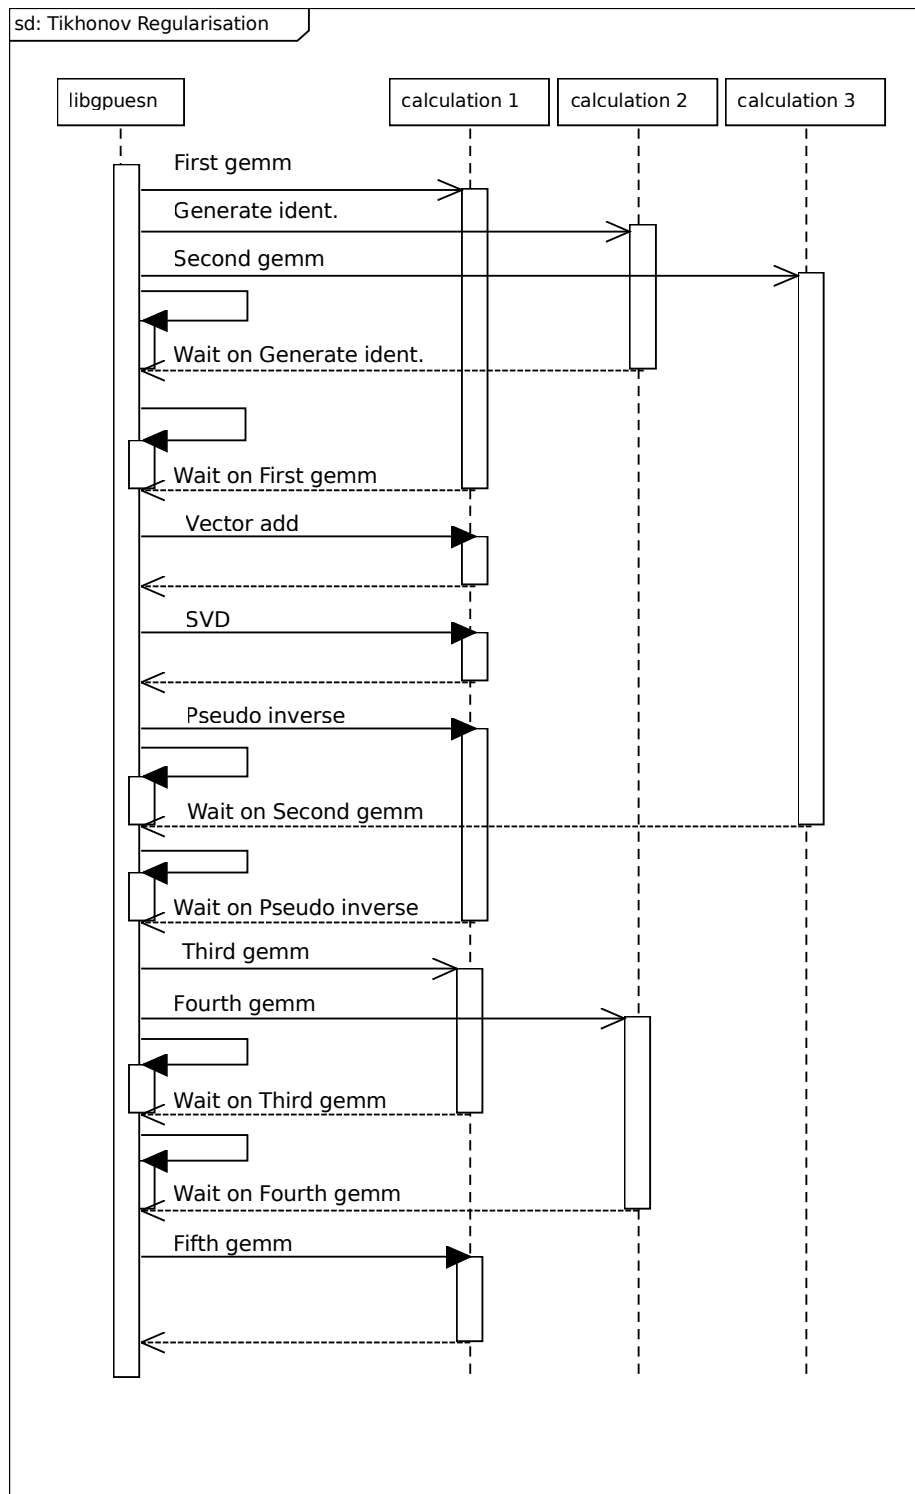 sd: Tikhonov Regularisation
libgpuesn
calculation 1
calculation 2
calculation 3
First gemm
Generate ident.
Second gemm
Wait on Generate ident.
Wait on First gemm
Vector add
SVD
Pseudo inverse
Wait on Second gemm
Wait on Pseudo inverse
Third gemm
Fourth gemm
Wait on Third gemm
Wait on Fourth gemm
Fifth gemm